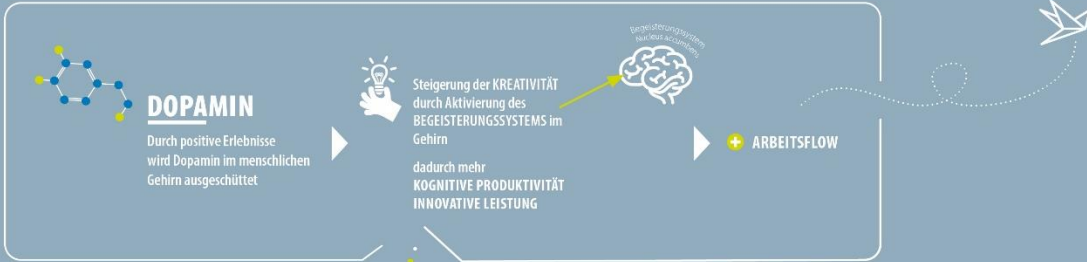 DOPAMIN
Durch positive Erlebnisse
wird Dopamin im menschlichen
Gehirn ausgeschüttet
Steigerung der KREATIVITÄT
durch Aktivierung des
BEGEISTERUNGSSYSTEMS im
Gehirn
dadurch mehr
KOGNITIVE PRODUKTIVITÄT
INNOVATIVE LEISTUNG
Begeisterungssystem
Nucleus accumbens
ARBEITSFLOW